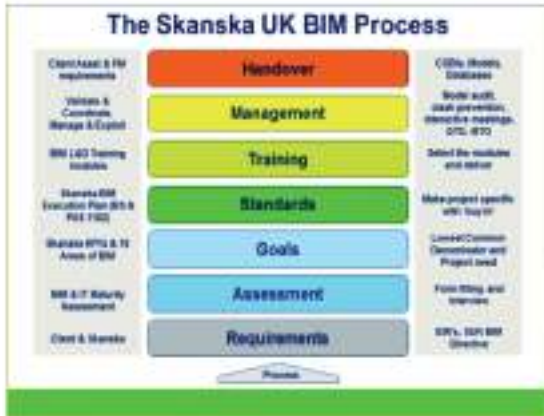 The Skanska UK BIM Process
Client Asset & FM
requirements
Handover
COBie, Models,
Databases
Validate &
Coordinate,
Manage & Exploit
Management
Model audit,
clash prevention,
interactive meetings,
BIM L&D Training
modules
Training
Select the modules
and deliver
Skanska BIM
Execution Plan
Standards
Make project specific
with
Skanska
Areas of BIM
Goals
Lowest Common
Denominator and
Project need
BIM & IT Maturity
Assessment
Assessment
Form filling and
interview
Client & Skanska
Requirements
BIM
Directive
Process